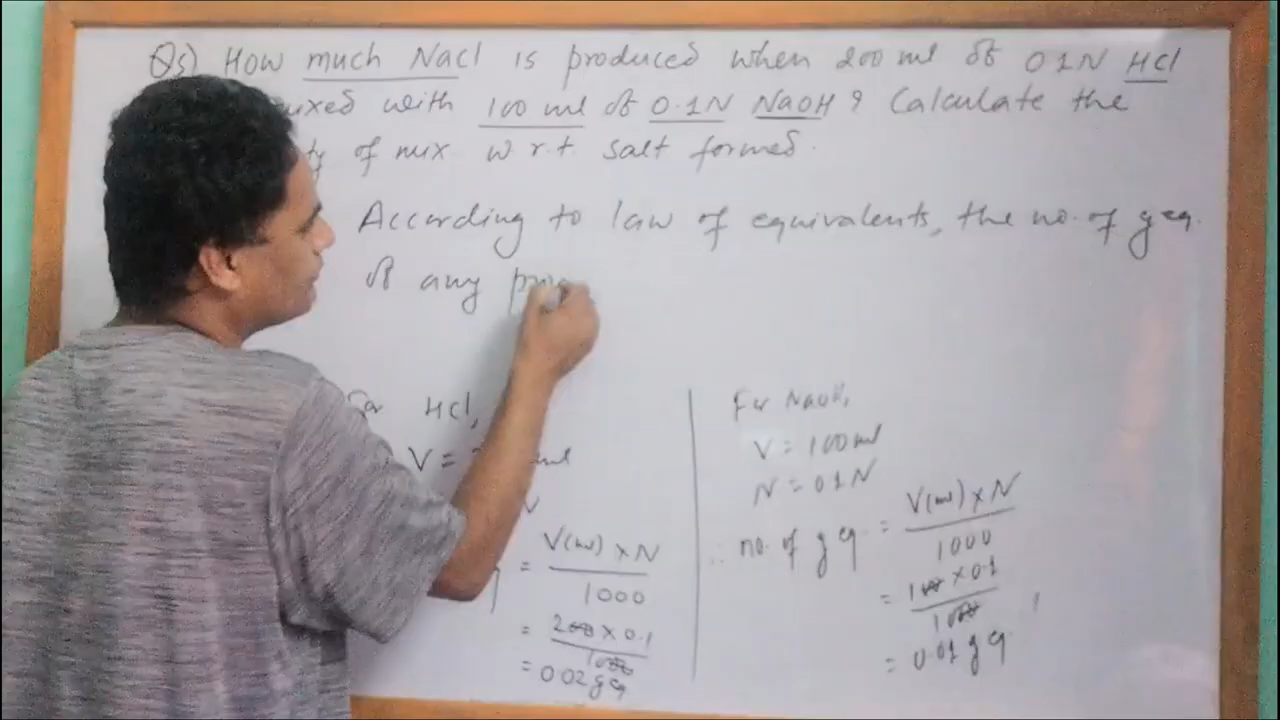 Qs) How much NaCl is produced when 200 ml of 0.1N HCl
uxed with 100 ml of 0.1N NaOH? Calculate the
ty of mix. w.r.t. salt formed.
According to law of equivalents, the no. of g eq.
of any
For HCl,
V = ml
N
= V(ml) x N
1000
= 200 x 0.1
1000
= 0.02 g eq
For NaOH,
V = 100 ml
N = 0.1 N
∴ no. of g eq = V(ml) x N
1000
= 100 x 0.1
1000
= 0.01 g eq.